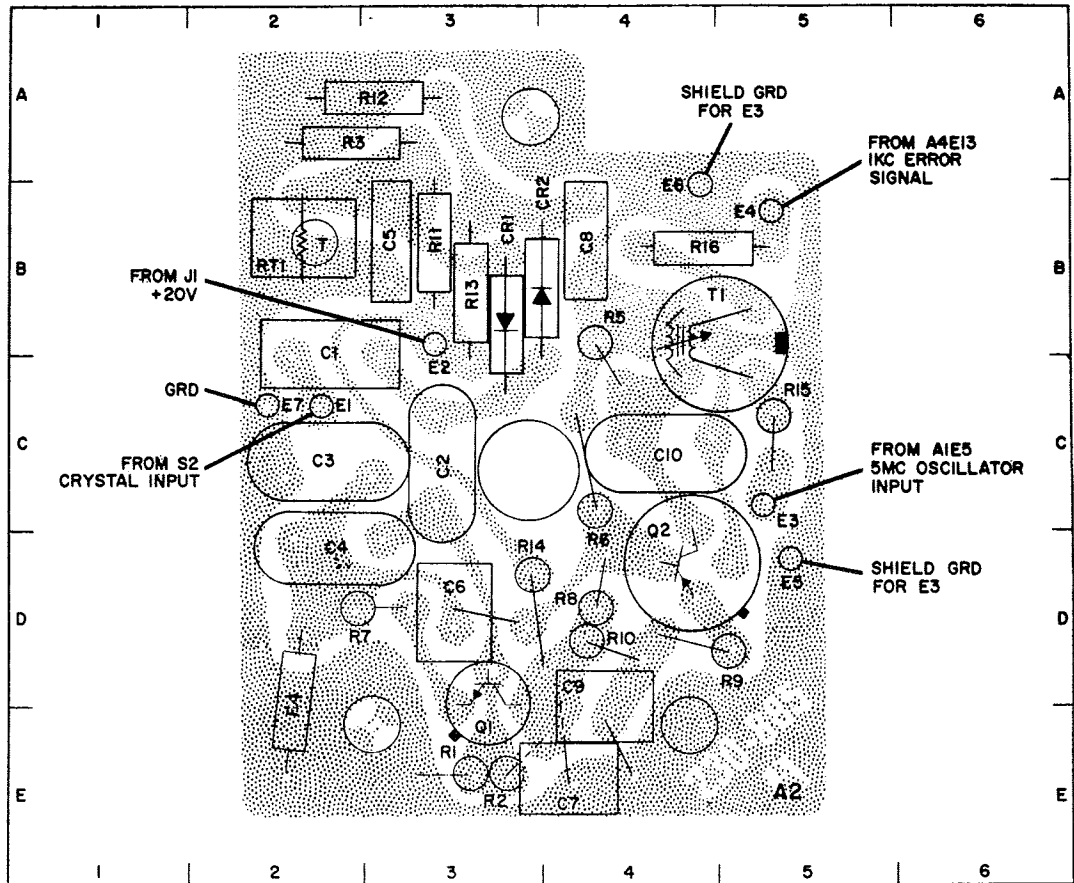 1 2 3 4 5 6
A
A
SHIELD GRD
FOR E3
R12
R3
FROM A4E13
1KC ERROR
SIGNAL
E6
E4
CR2
CR1
C5
R11
C8
R16
B
B
RT1
T
R13
T1
FROM J1
+20V
C1
E2
R5
R15
GRD
E7
E1
C
C
C3
C2
C10
FROM S2
CRYSTAL INPUT
FROM A1E5
5MC OSCILLATOR
INPUT
E3
R6
Q2
C4
R14
E5
SHIELD GRD
FOR E3
C6
R8
D
D
R7
R10
R9
C9
Q1
R1
R2
C7
A2
E
E
1 2 3 4 5 6